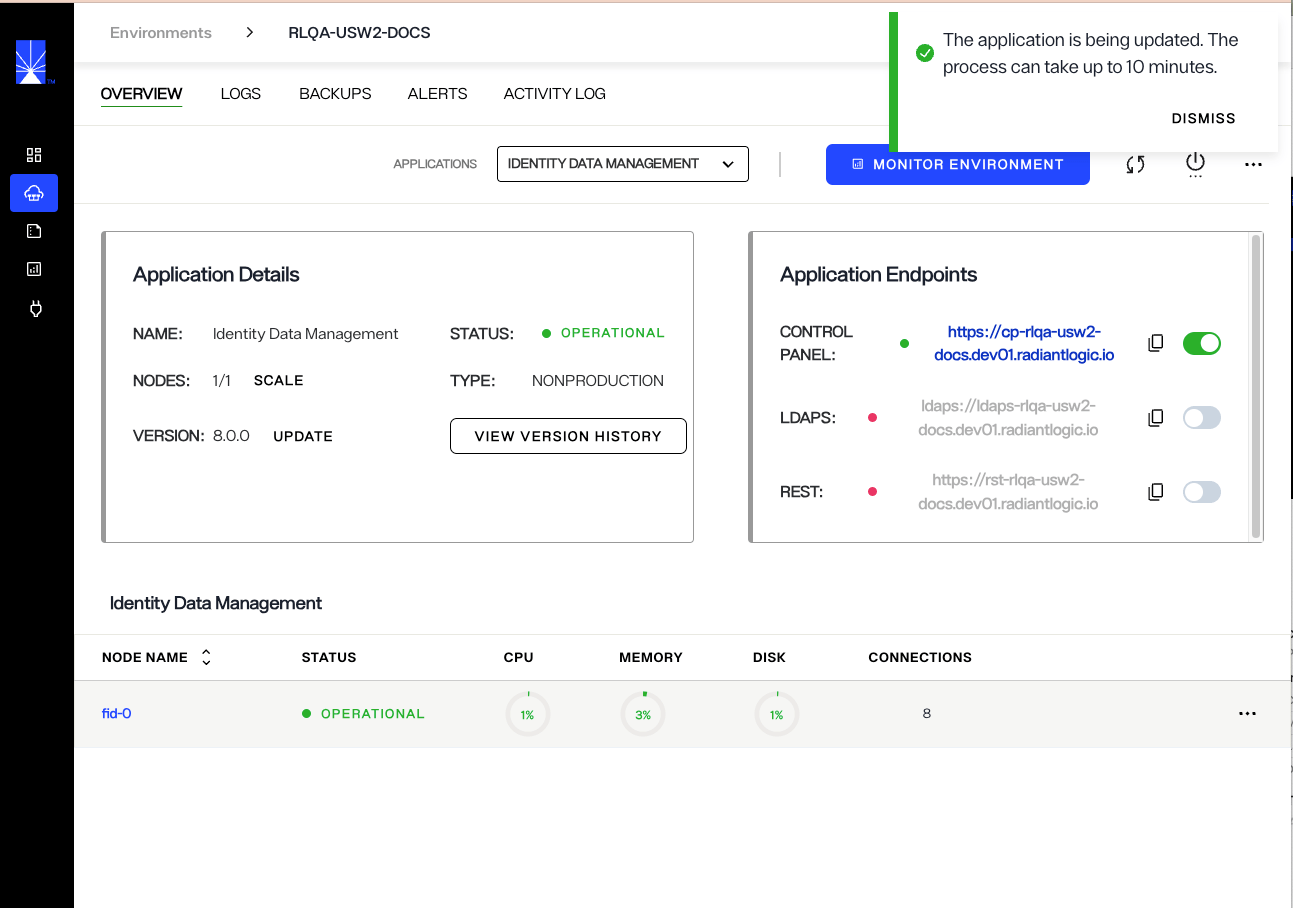 Environments > RLQA-USW2-DOCS
The application is being updated. The
process can take up to 10 minutes.
DISMISS
TM
OVERVIEW LOGS BACKUPS ALERTS ACTIVITY LOG
APPLICATIONS IDENTITY DATA MANAGEMENT MONITOR ENVIRONMENT
Application Details
NAME: Identity Data Management STATUS: OPERATIONAL
NODES: 1/1 SCALE TYPE: NONPRODUCTION
VERSION: 8.0.0 UPDATE VIEW VERSION HISTORY
Application Endpoints
CONTROL
PANEL:
https://cp-rlqa-usw2-
docs.dev01.radiantlogic.io
LDAPS:
ldaps://ldaps-rlqa-usw2-
docs.dev01.radiantlogic.io
REST:
https://rst-rlqa-usw2-
docs.dev01.radiantlogic.io
Identity Data Management
NODE NAME STATUS CPU MEMORY DISK CONNECTIONS
fid-0 OPERATIONAL 1% 3% 1% 8